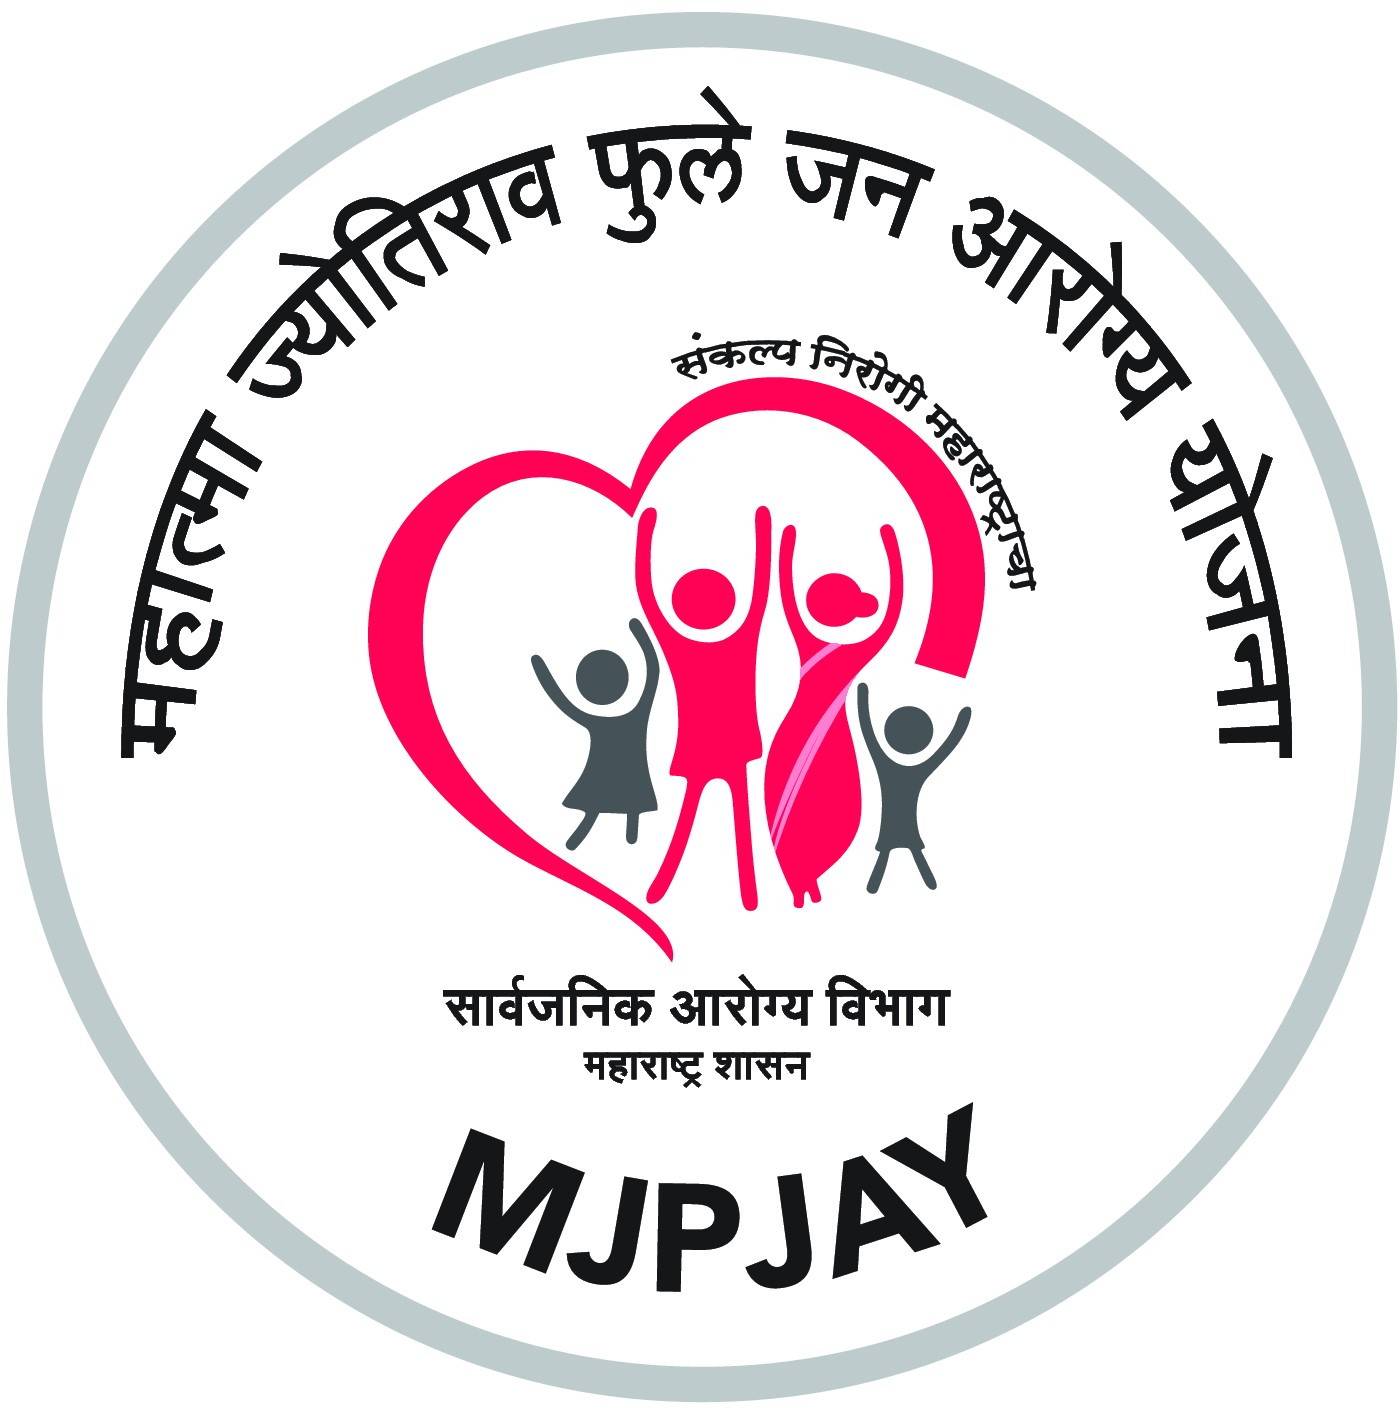 महात्मा ज्योतिराव फुले जन आरोग्य योजना
संकल्प निरोगी महाराष्ट्राचा
सार्वजनिक आरोग्य विभाग
महाराष्ट्र शासन
MJPJAY